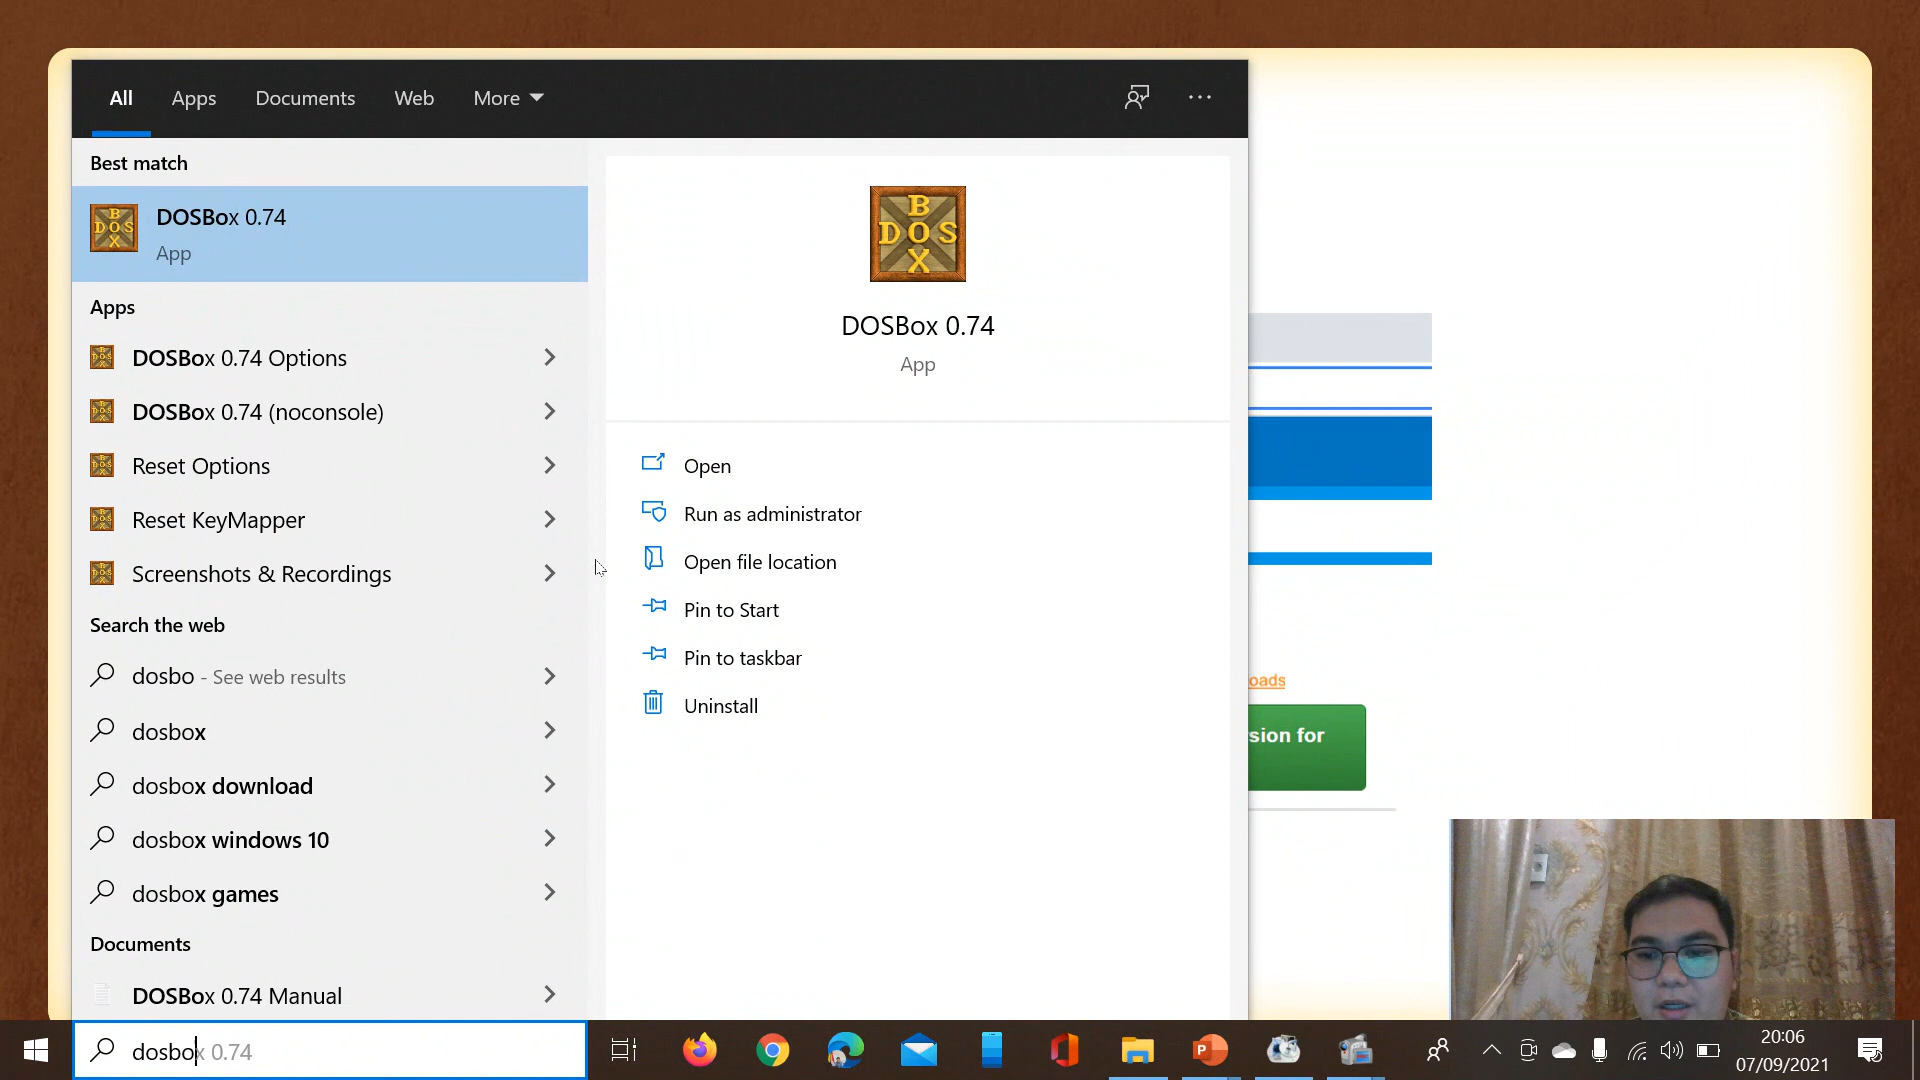 All Apps Documents Web More
Best match
DOSBox 0.74
App
Apps
DOSBox 0.74 Options
DOSBox 0.74 (noconsole)
Reset Options
Reset KeyMapper
Screenshots & Recordings
Search the web
dosbo - See web results
dosbox
dosbox download
dosbox windows 10
dosbox games
Documents
DOSBox 0.74 Manual
dosbox 0.74
B
DOS
X
DOSBox 0.74
App
Open
Run as administrator
Open file location
Pin to Start
Pin to taskbar
Uninstall
oads
sion for
20:06
07/09/2021